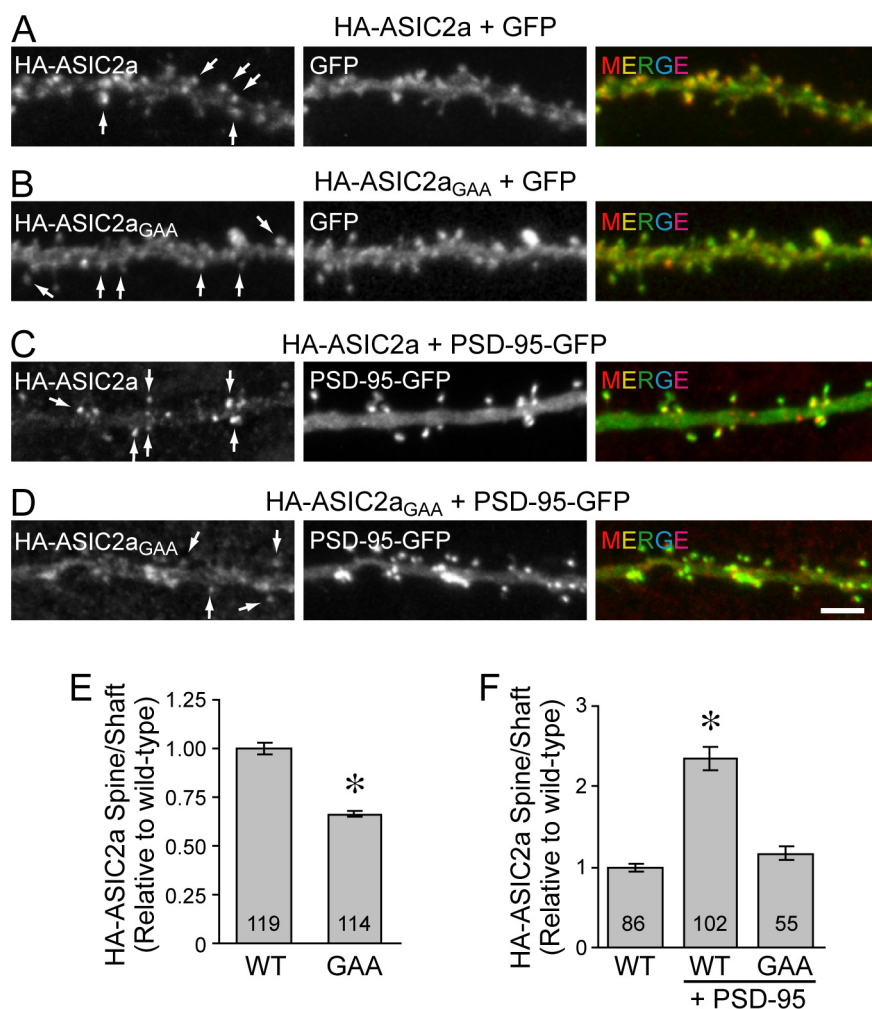 A
HA-ASIC2a + GFP
HA-ASIC2a
GFP
MERGE
B
HA-ASIC2aGAA + GFP
HA-ASIC2aGAA
GFP
MERGE
C
HA-ASIC2a + PSD-95-GFP
HA-ASIC2a
PSD-95-GFP
MERGE
D
HA-ASIC2aGAA + PSD-95-GFP
HA-ASIC2aGAA
PSD-95-GFP
MERGE
E
HA-ASIC2a Spine/Shaft
(Relative to wild-type)
1.25
1.00
0.75
0.50
0.25
0
*
119
114
WT
GAA
F
HA-ASIC2a Spine/Shaft
(Relative to wild-type)
3
2
1
0
*
86
102
55
WT
WT
GAA
+ PSD-95